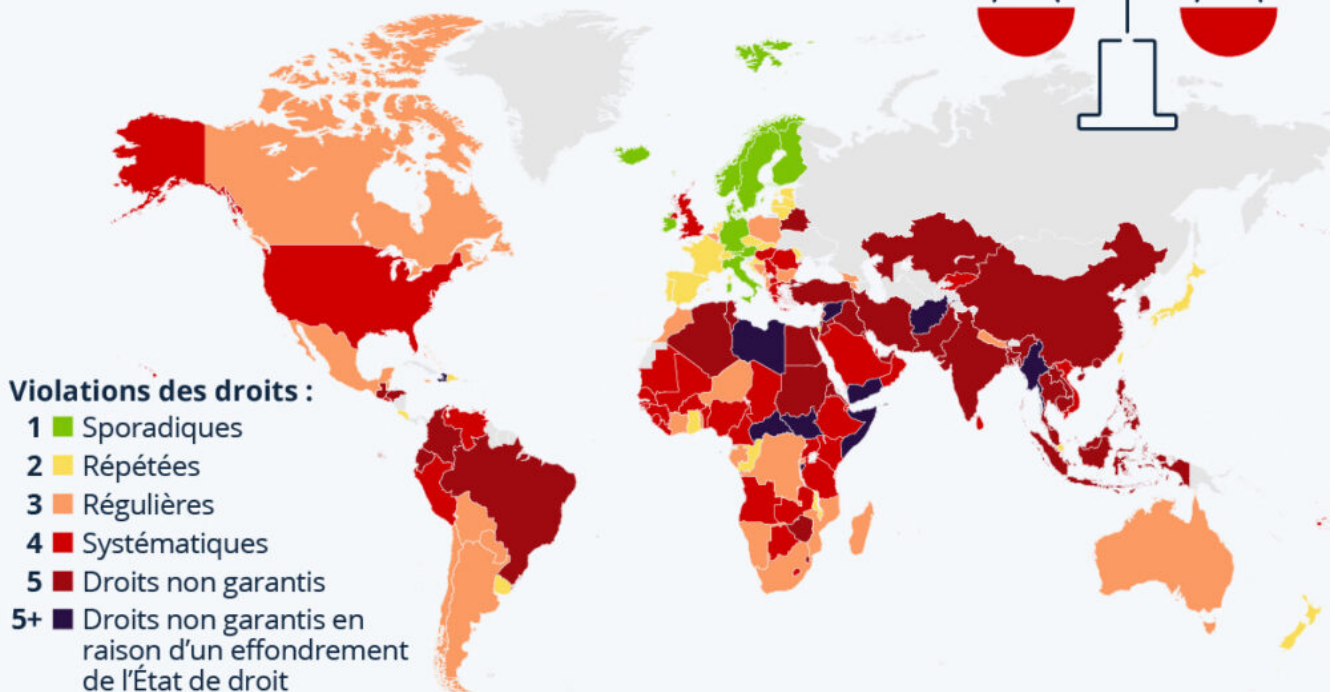 Violations des droits :
1 Sporadiques
2 Répétées
3 Régulières
4 Systématiques
5 Droits non garantis
5+ Droits non garantis en
raison d’un effondrement
de l’État de droit